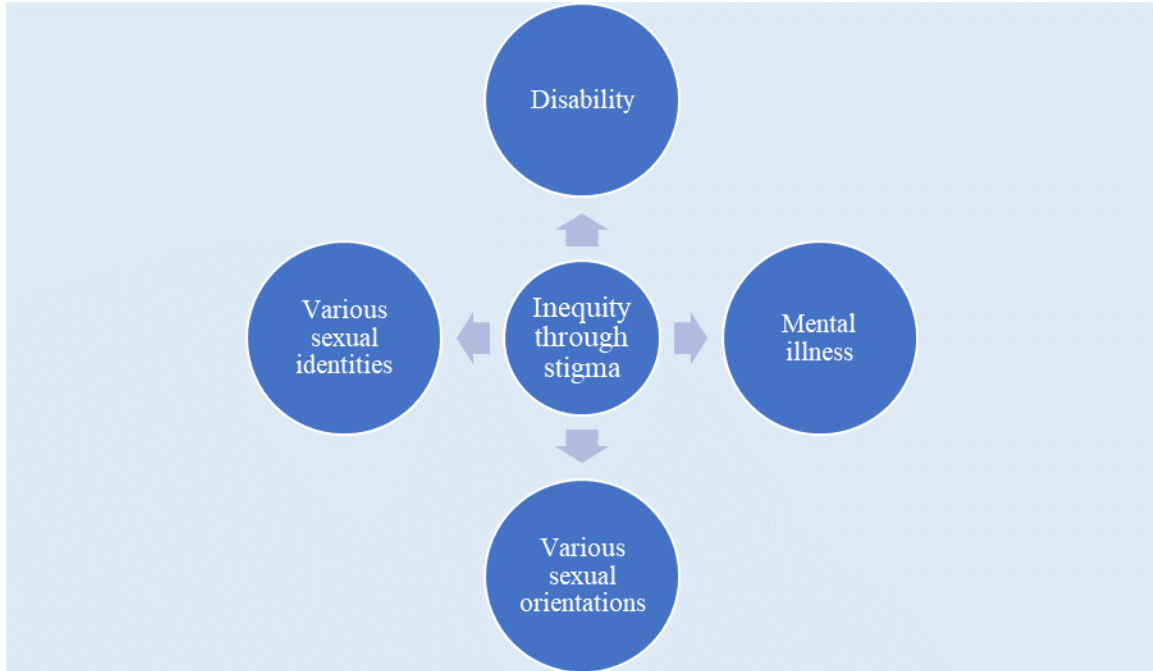 Disability
Various
sexual
identities
Inequity
through
stigma
Mental
illness
Various
sexual
orientations